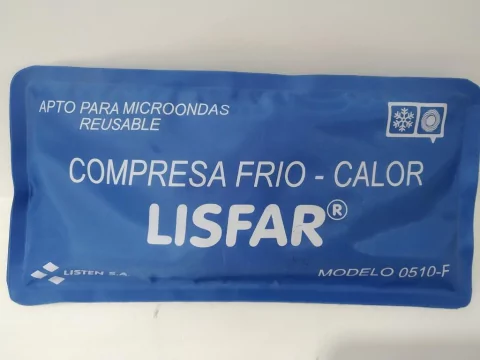 APTO PARA MICROONDAS
REUSABLE
COMPRESA FRIO - CALOR
LISFAR®
LISTEN S.A.
MODELO 0510-F